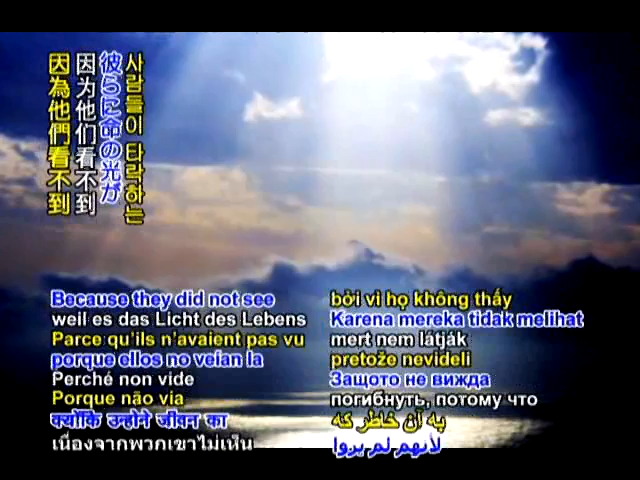 因為他們看不到
因为他们看不到
彼らに命の光が
사람들이 타락하는
Because they did not see
weil es das Licht des Lebens
Parce qu'ils n'avaient pas vu
porque ellos no veian la
Perché non vide
Porque não via
क्योंकि उन्होंने जीवन का
เนื่องจากพวกเขาไม่เห็น
bởi vì họ không thấy
Karena mereka tidak melihat
mert nem látják
pretože nevideli
Защото не вижда
погибнуть, потому что
به آن خاطر که
لأنهم لم يروا